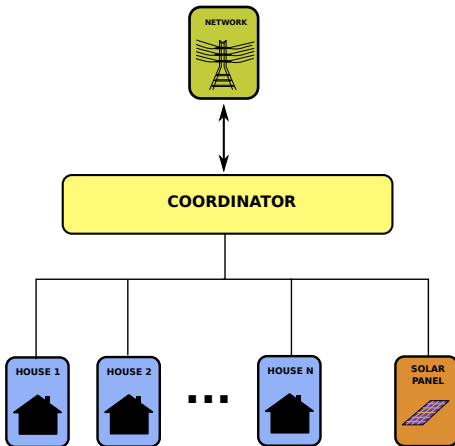 NETWORK
COORDINATOR
HOUSE 1
HOUSE 2
...
HOUSE N
SOLAR
PANEL